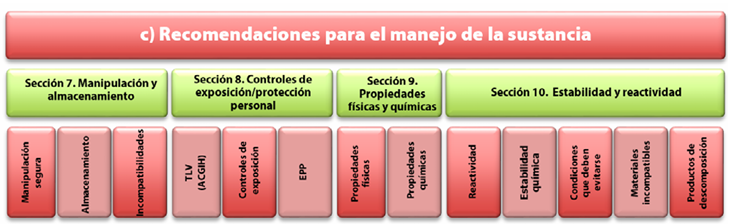 c) Recomendaciones para el manejo de la sustancia
Sección 7. Manipulación y
almacenamiento
Sección 8. Controles de
exposición/protección
personal
Sección 9.
Propiedades
físicas y químicas
Sección 10. Estabilidad y reactividad
Manipulación
segura
Almacenamiento
Incompatibilidades
TLV
(ACGIH)
Controles de
exposición
EPP
Propiedades
físicas
Propiedades
químicas
Reactividad
Estabilidad
química
Condiciones
que deben
evitarse
Materiales
incompatibles
Productos de
descomposición